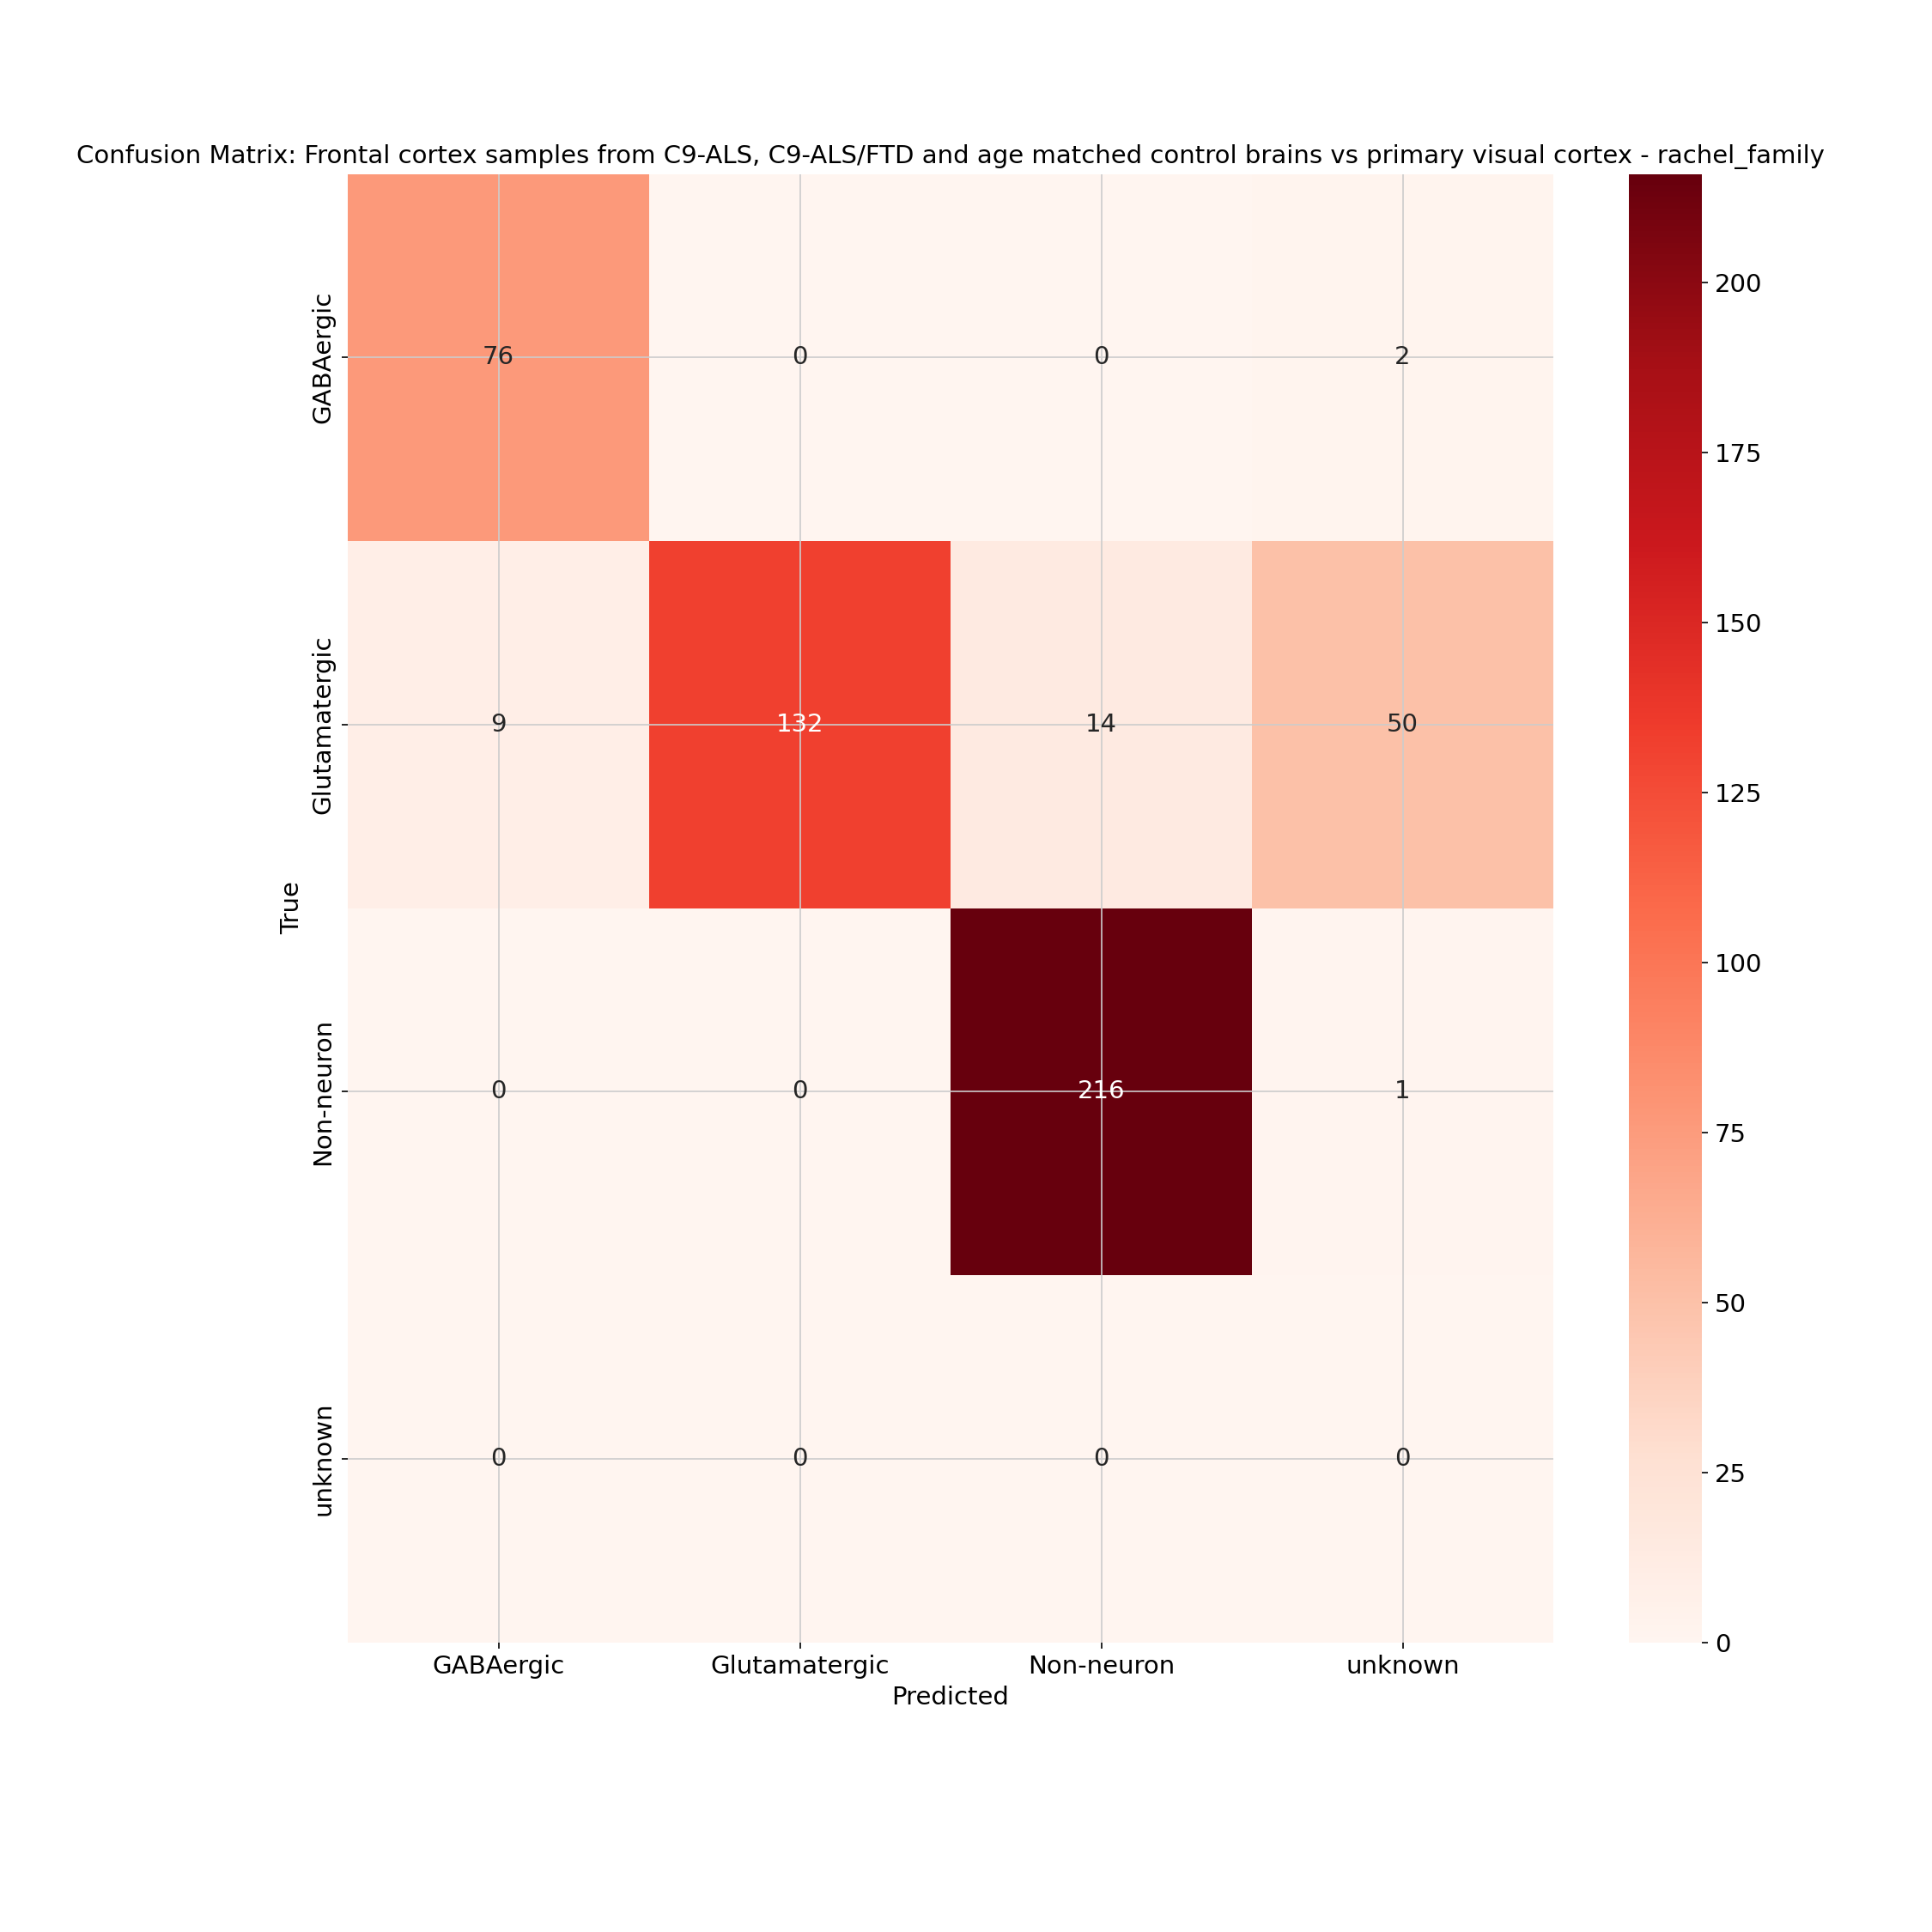 Confusion Matrix: Frontal cortex samples from C9-ALS, C9-ALS/FTD and age matched control brains vs primary visual cortex - rachel_family
True
GABAergic
76 0 0 2
Glutamatergic
9 132 14 50
Non-neuron
0 0 216 1
unknown
0 0 0 0
GABAergic Glutamatergic Non-neuron unknown
Predicted
200
175
150
125
100
75
50
25
0